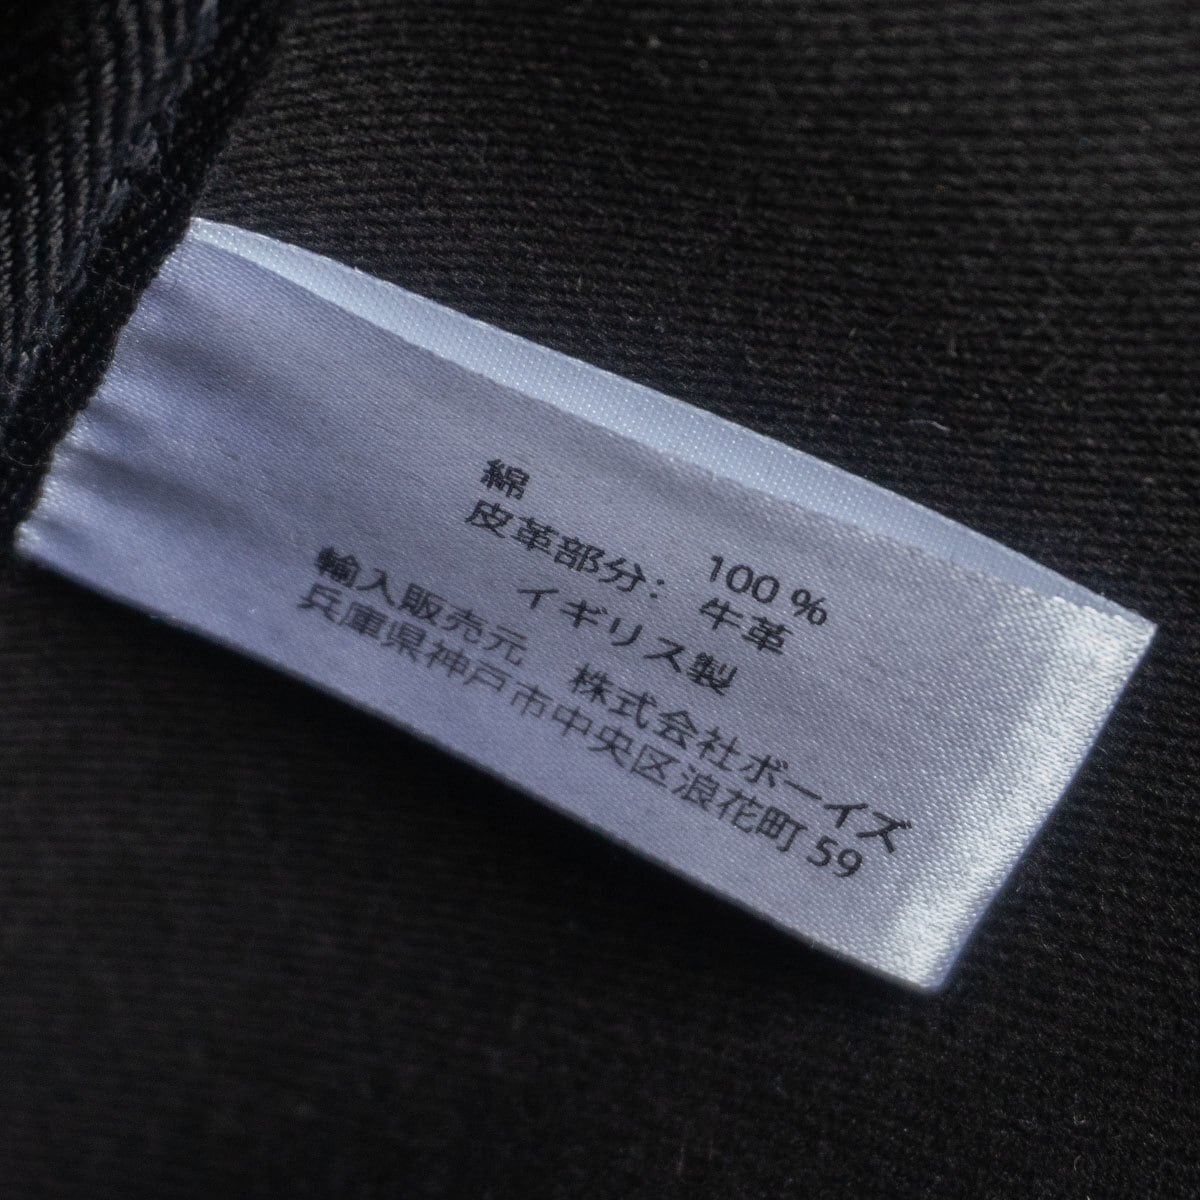 綿 100 %
皮革部分： 牛革
イギリス製
輸入販売元 株式会社ボーイズ
兵庫県神戸市中央区浪花町 59